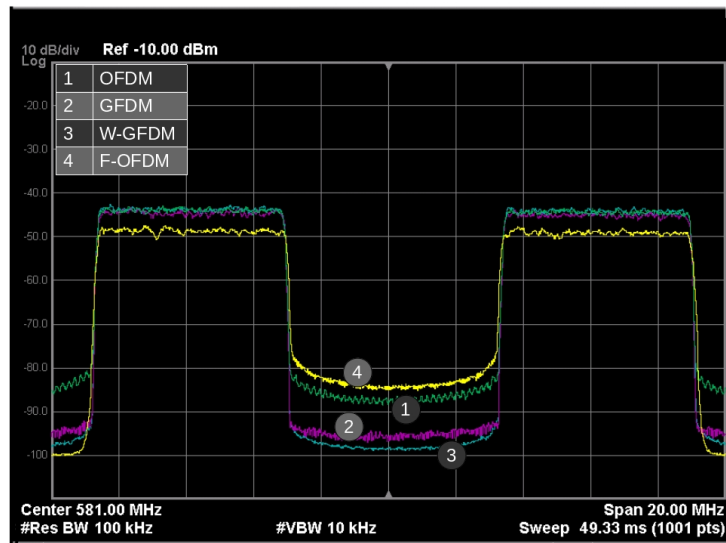 10 dB/div Ref -10.00 dBm
Log
1 OFDM
2 GFDM
3 W-GFDM
4 F-OFDM
-20.0
-30.0
-40.0
-50.0
-60.0
-70.0
-80.0
-90.0
-100
4
1
2
3
Center 581.00 MHz Span 20.00 MHz
#Res BW 100 kHz #VBW 10 kHz Sweep 49.33 ms (1001 pts)